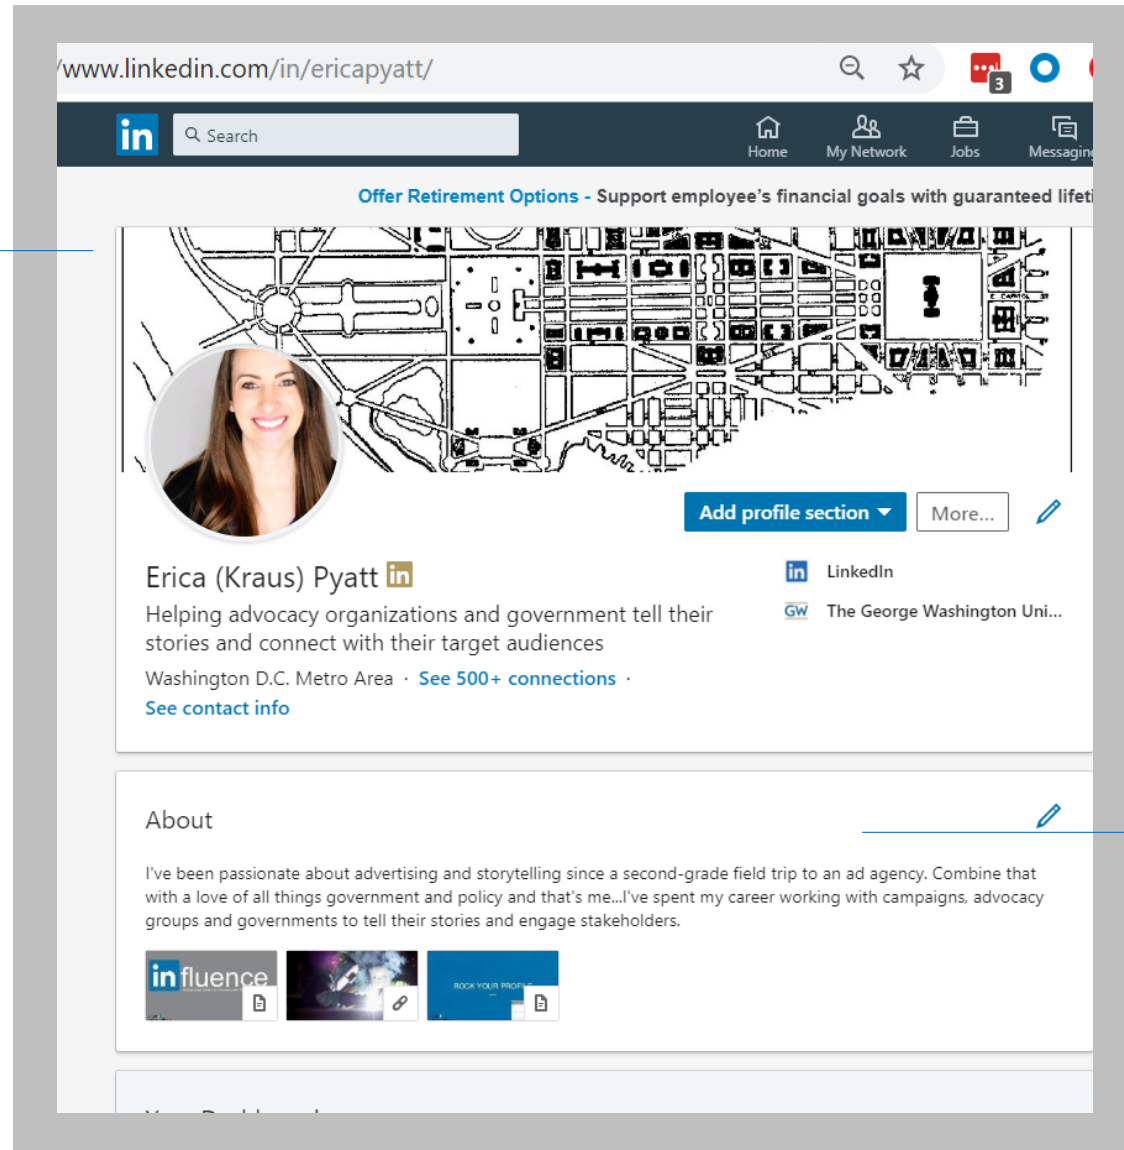 /www.linkedin.com/in/ericapyatt/
3
in
Search
Home
My Network
Jobs
Messaging
Offer Retirement Options - Support employee's financial goals with guaranteed lifeti
E CAPITOL ST
Add profile section
More...
Erica (Kraus) Pyatt in
in LinkedIn
Helping advocacy organizations and government tell their
stories and connect with their target audiences
GW The George Washington Uni...
Washington D.C. Metro Area · See 500+ connections ·
See contact info
About
I've been passionate about advertising and storytelling since a second-grade field trip to an ad agency. Combine that
with a love of all things government and policy and that's me...I've spent my career working with campaigns, advocacy
groups and governments to tell their stories and engage stakeholders.
influence
ROCK YOUR PROFILE